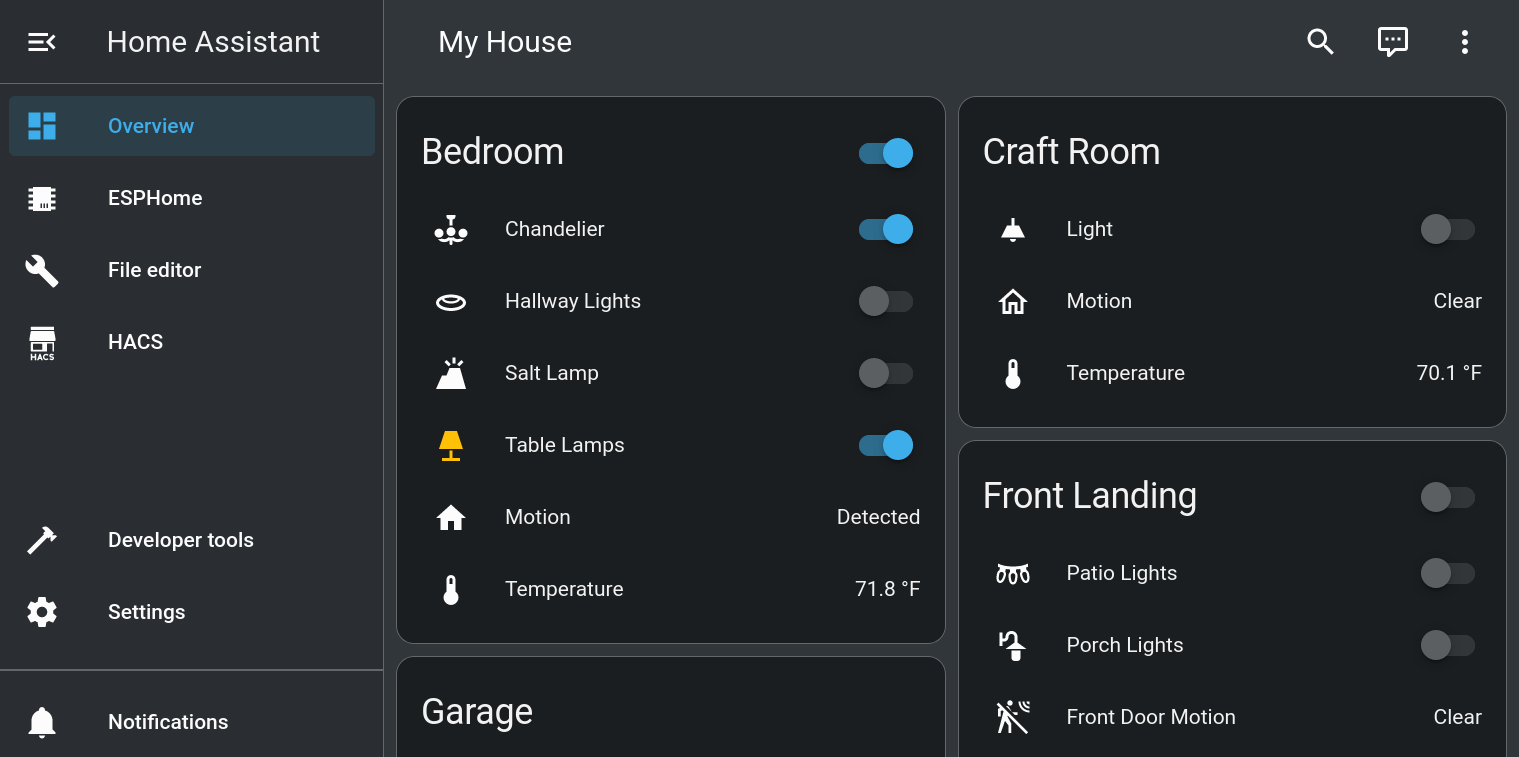 Home Assistant
Overview
ESPHome
File editor
HACS
HACS
Developer tools
Settings
Notifications
My House
Bedroom
Chandelier
Hallway Lights
Salt Lamp
Table Lamps
Motion Detected
Temperature 71.8 °F
Garage
Craft Room
Light
Motion Clear
Temperature 70.1 °F
Front Landing
Patio Lights
Porch Lights
Front Door Motion Clear